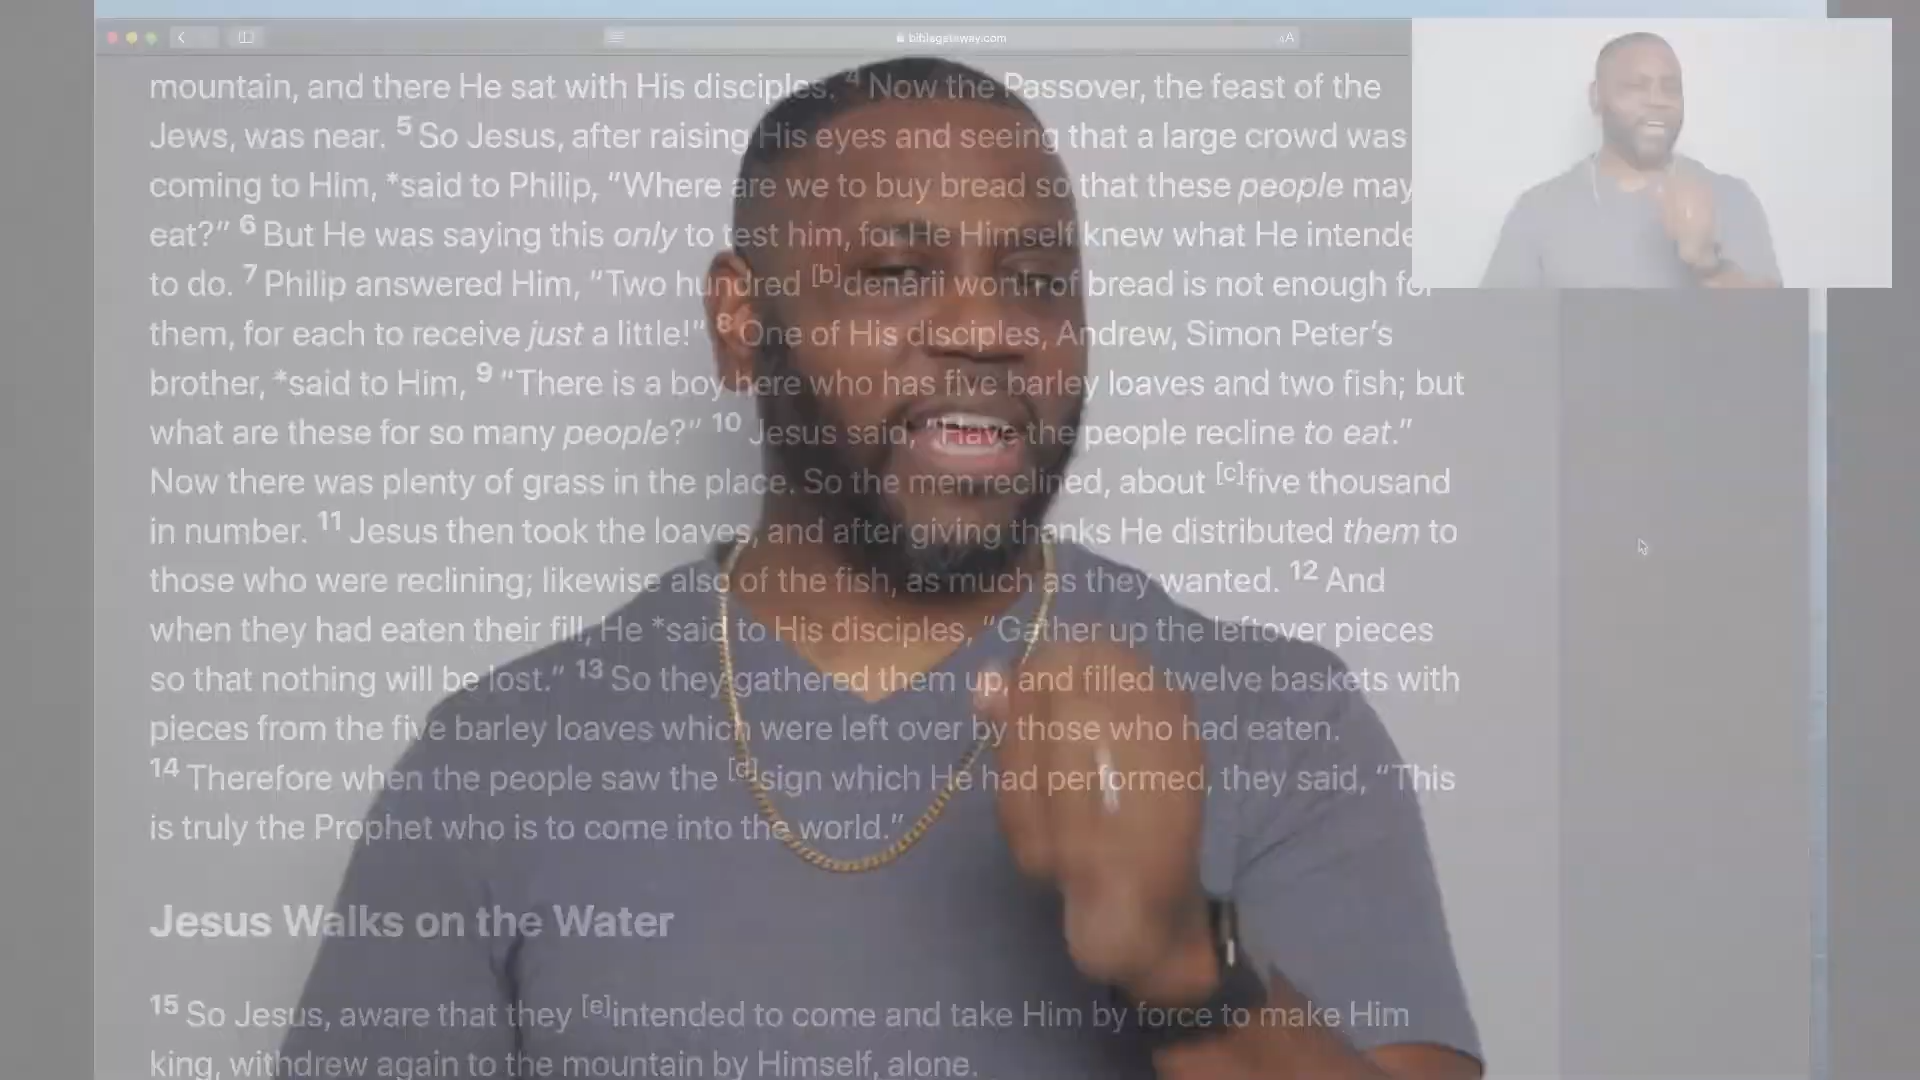 biblegateway.com
AA
mountain, and there He sat with His disciples. 4 Now the Passover, the feast of the
Jews, was near. 5 So Jesus, after raising His eyes and seeing that a large crowd was
coming to Him, *said to Philip, “Where are we to buy bread so that these people may
eat?” 6 But He was saying this only to test him, for He Himself knew what He intende
to do. 7 Philip answered Him, “Two hundred [b]denarii worth of bread is not enough for
them, for each to receive just a little!” 8 One of His disciples, Andrew, Simon Peter’s
brother, *said to Him, 9 “There is a boy here who has five barley loaves and two fish; but
what are these for so many people?” 10 Jesus said, “Have the people recline to eat.”
Now there was plenty of grass in the place. So the men reclined, about [c]five thousand
in number. 11 Jesus then took the loaves, and after giving thanks He distributed them to
those who were reclining; likewise also of the fish, as much as they wanted. 12 And
when they had eaten their fill, He *said to His disciples, “Gather up the leftover pieces
so that nothing will be lost.” 13 So they gathered them up, and filled twelve baskets with
pieces from the five barley loaves which were left over by those who had eaten.
14 Therefore when the people saw the [d]sign which He had performed, they said, “This
is truly the Prophet who is to come into the world.”
Jesus Walks on the Water
15 So Jesus, aware that they [e]intended to come and take Him by force to make Him
king, withdrew again to the mountain by Himself, alone.